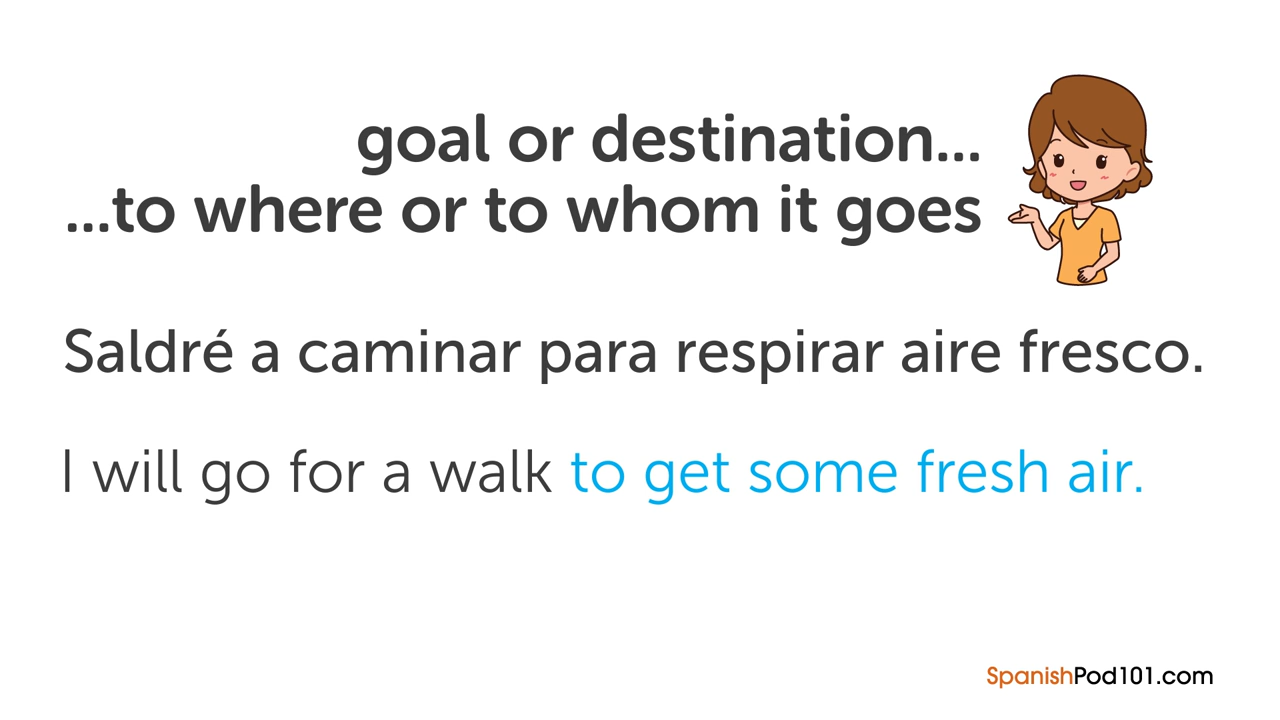 goal or destination...
...to where or to whom it goes
Saldré a caminar para respirar aire fresco.
I will go for a walk to get some fresh air.
SpanishPod101.com